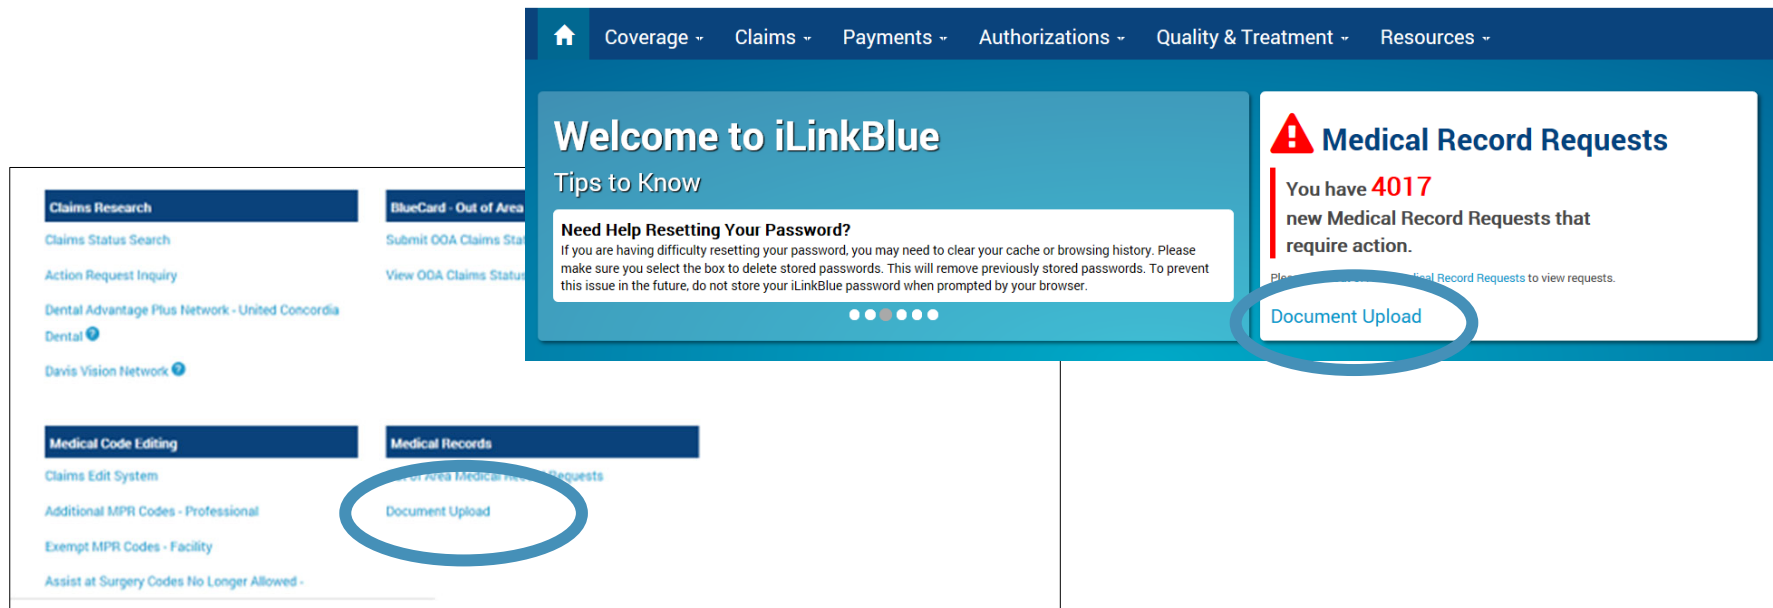 Coverage
Claims
Payments
Authorizations
Quality & Treatment
Resources
Welcome to iLinkBlue
Tips to Know
Need Help Resetting Your Password?
If you are having difficulty resetting your password, you may need to clear your cache or browsing history. Please
make sure you select the box to delete stored passwords. This will remove previously stored passwords. To prevent
this issue in the future, do not store your iLinkBlue password when prompted by your browser.
Medical Record Requests
You have 4017
new Medical Record Requests that
require action.
Record Requests to view requests.
Document Upload
Claims Research
Claims Status Search
Action Request Inquiry
Dental Advantage Plus Network - United Concordia
Dental ?
Davis Vision Network ?
BlueCard - Out of Area
Submit OOA Claims
View OOA Claims Status
Medical Code Editing
Claims Edit System
Additional MPR Codes - Professional
Exempt MPR Codes - Facility
Assist at Surgery Codes No Longer Allowed -
Medical Records
Area Medical Requests
Document Upload